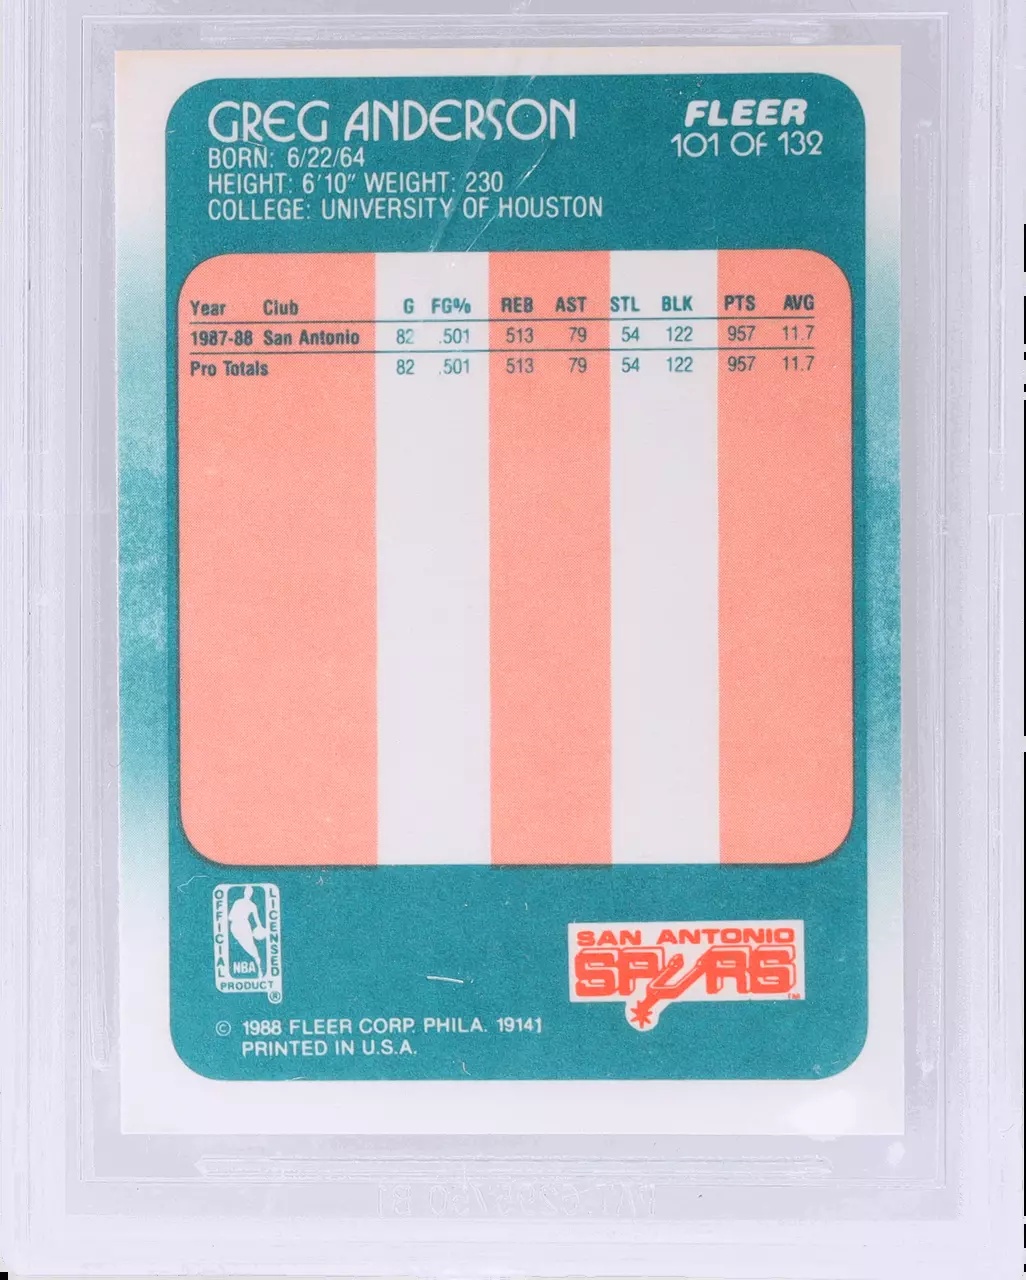 GREG ANDERSON
FLEER
101 OF 132
BORN: 6/22/64
HEIGHT: 6'10" WEIGHT: 230
COLLEGE: UNIVERSITY OF HOUSTON
Year Club G FG% REB AST STL BLK PTS AVG
1987-88 San Antonio 82 .501 513 79 54 122 957 11.7
Pro Totals 82 .501 513 79 54 122 957 11.7
OFFICIAL LICENSED
NBA
PRODUCT ®
SAN ANTONIO
SPURS TM
© 1988 FLEER CORP. PHILA. 19141
PRINTED IN U.S.A.